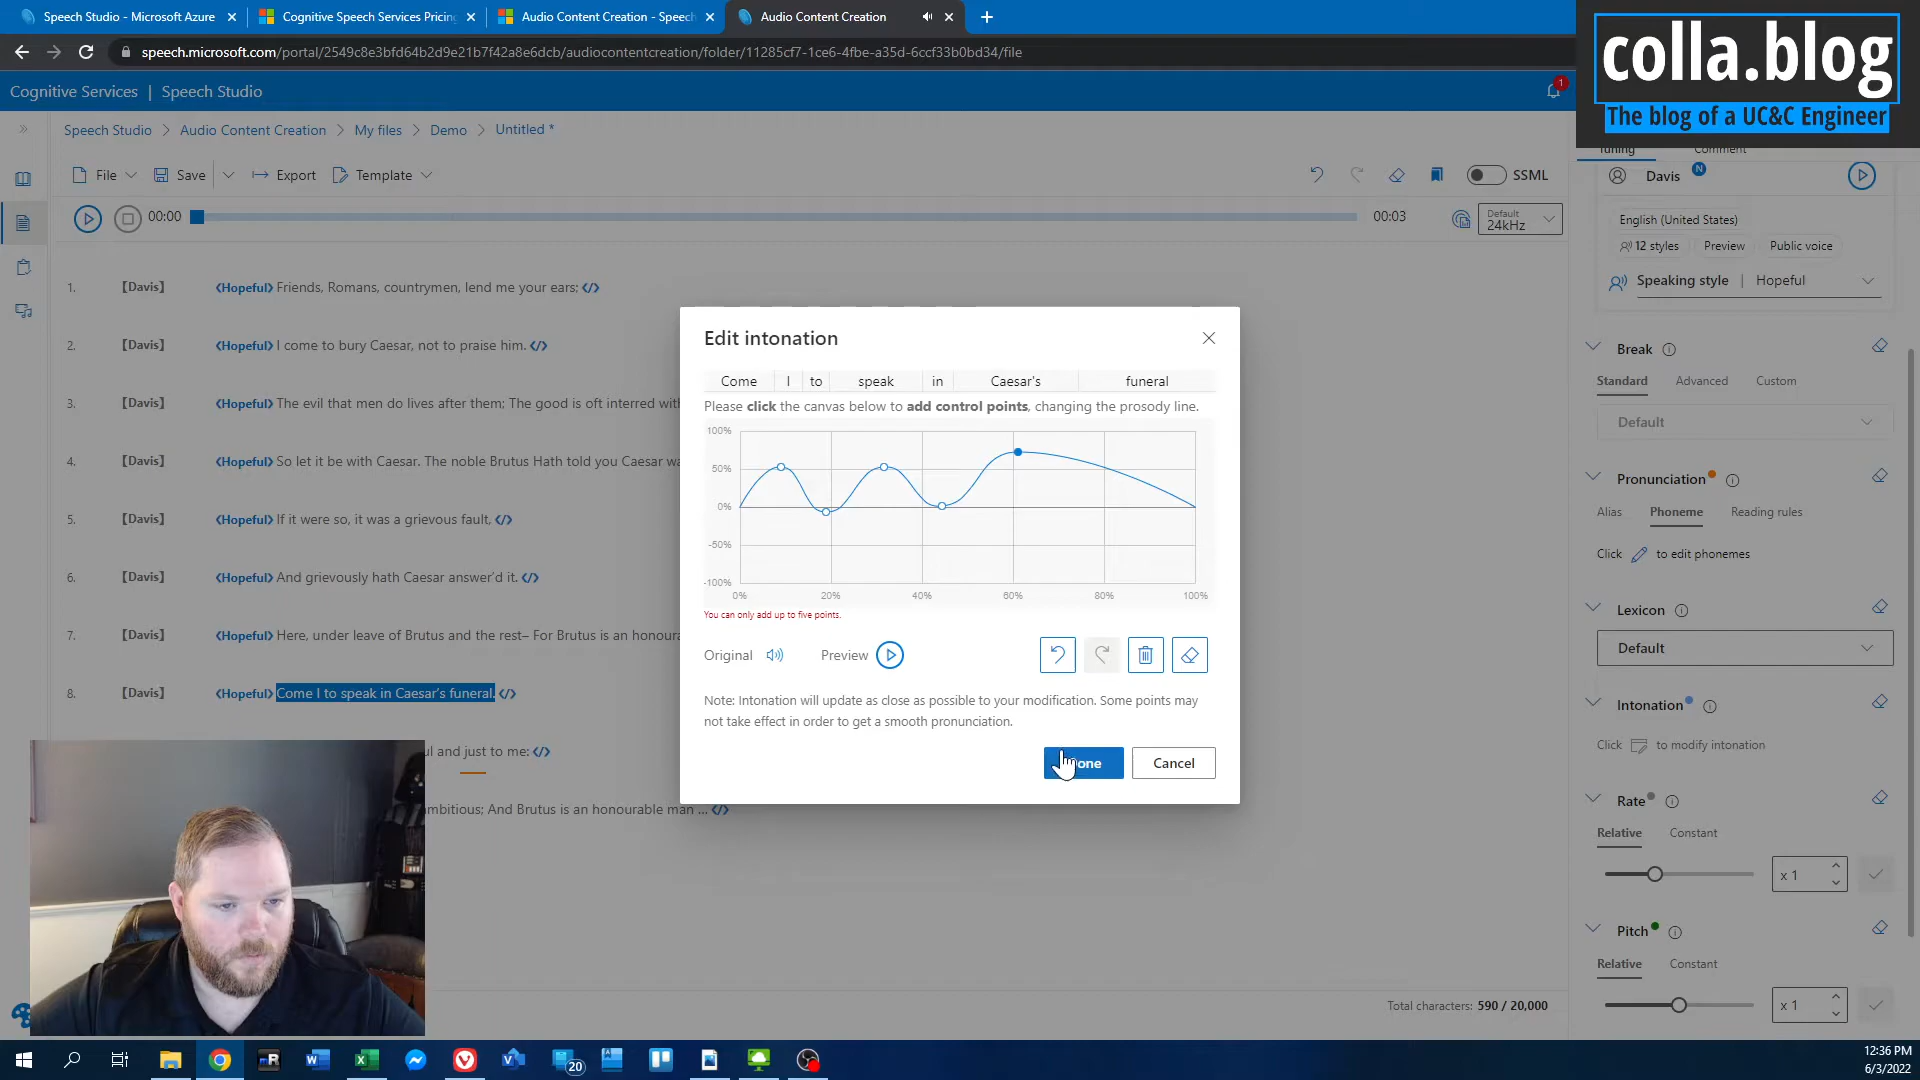 Speech Studio - Microsoft Azure
Cognitive Speech Services Pricing
Audio Content Creation - Speech
Audio Content Creation
speech.microsoft.com/portal/2549c8e3bfd64b2d9e21b7f42a8e6dcb/audiocontentcreation/folder/11285cf7-1ce6-4fbe-a35d-6ccf33b0bd34/file
colla.blog
The blog of a UC&C Engineer
Cognitive Services | Speech Studio
1
Speech Studio > Audio Content Creation > My files > Demo > Untitled *
Tuning Comment
File Save Export Template SSML
Davis N
00:00 00:03 Default 24kHz
English (United States)
12 styles Preview Public voice
Speaking style | Hopeful
1. [Davis] <Hopeful> Friends, Romans, countrymen, lend me your ears; </>
2. [Davis] <Hopeful> I come to bury Caesar, not to praise him. </>
3. [Davis] <Hopeful> The evil that men do lives after them; The good is oft interred with
4. [Davis] <Hopeful> So let it be with Caesar. The noble Brutus Hath told you Caesar wa
5. [Davis] <Hopeful> If it were so, it was a grievous fault, </>
6. [Davis] <Hopeful> And grievously hath Caesar answer'd it. </>
7. [Davis] <Hopeful> Here, under leave of Brutus and the rest– For Brutus is an honoura
8. [Davis] <Hopeful> Come I to speak in Caesar's funeral. </>
ul and just to me: </>
mbitious; And Brutus is an honourable man ... </>
Edit intonation
Come I to speak in Caesar's funeral
Please click the canvas below to add control points, changing the prosody line.
100%
50%
0%
-50%
-100%
0% 20% 40% 60% 80% 100%
You can only add up to five points.
Original Preview
Note: Intonation will update as close as possible to your modification. Some points may
not take effect in order to get a smooth pronunciation.
one Cancel
Break
Standard Advanced Custom
Default
Pronunciation
Alias Phoneme Reading rules
Click to edit phonemes
Lexicon
Default
Intonation
Click to modify intonation
Rate
Relative Constant
x 1
Pitch
Relative Constant
x 1
Total characters: 590 / 20,000
20
12:36 PM
6/3/2022